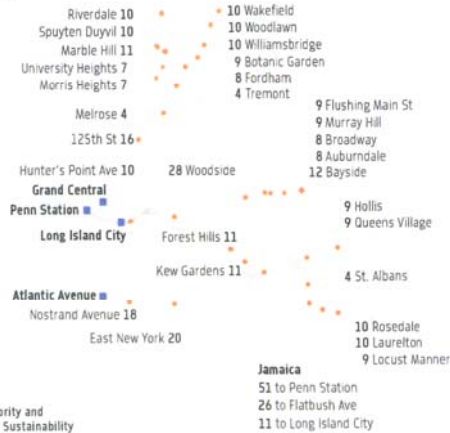 Riverdale 10
Spuyten Duyvil 10
Marble Hill 11
University Heights 7
Morris Heights 7
Melrose 4
125th St 16
10 Wakefield
10 Woodlawn
10 Williamsbridge
9 Botanic Garden
8 Fordham
4 Tremont
9 Flushing Main St
9 Murray Hill
8 Broadway
8 Auburndale
12 Bayside
Hunter's Point Ave 10
28 Woodside
Grand Central
Penn Station
Long Island City
9 Hollis
9 Queens Village
Forest Hills 11
Kew Gardens 11
4 St. Albans
Atlantic Avenue
Nostrand Avenue 18
East New York 20
10 Rosedale
10 Laurelton
9 Locust Manner
Jamaica
51 to Penn Station
26 to Flatbush Ave
11 to Long Island City
ority and
Sustainability